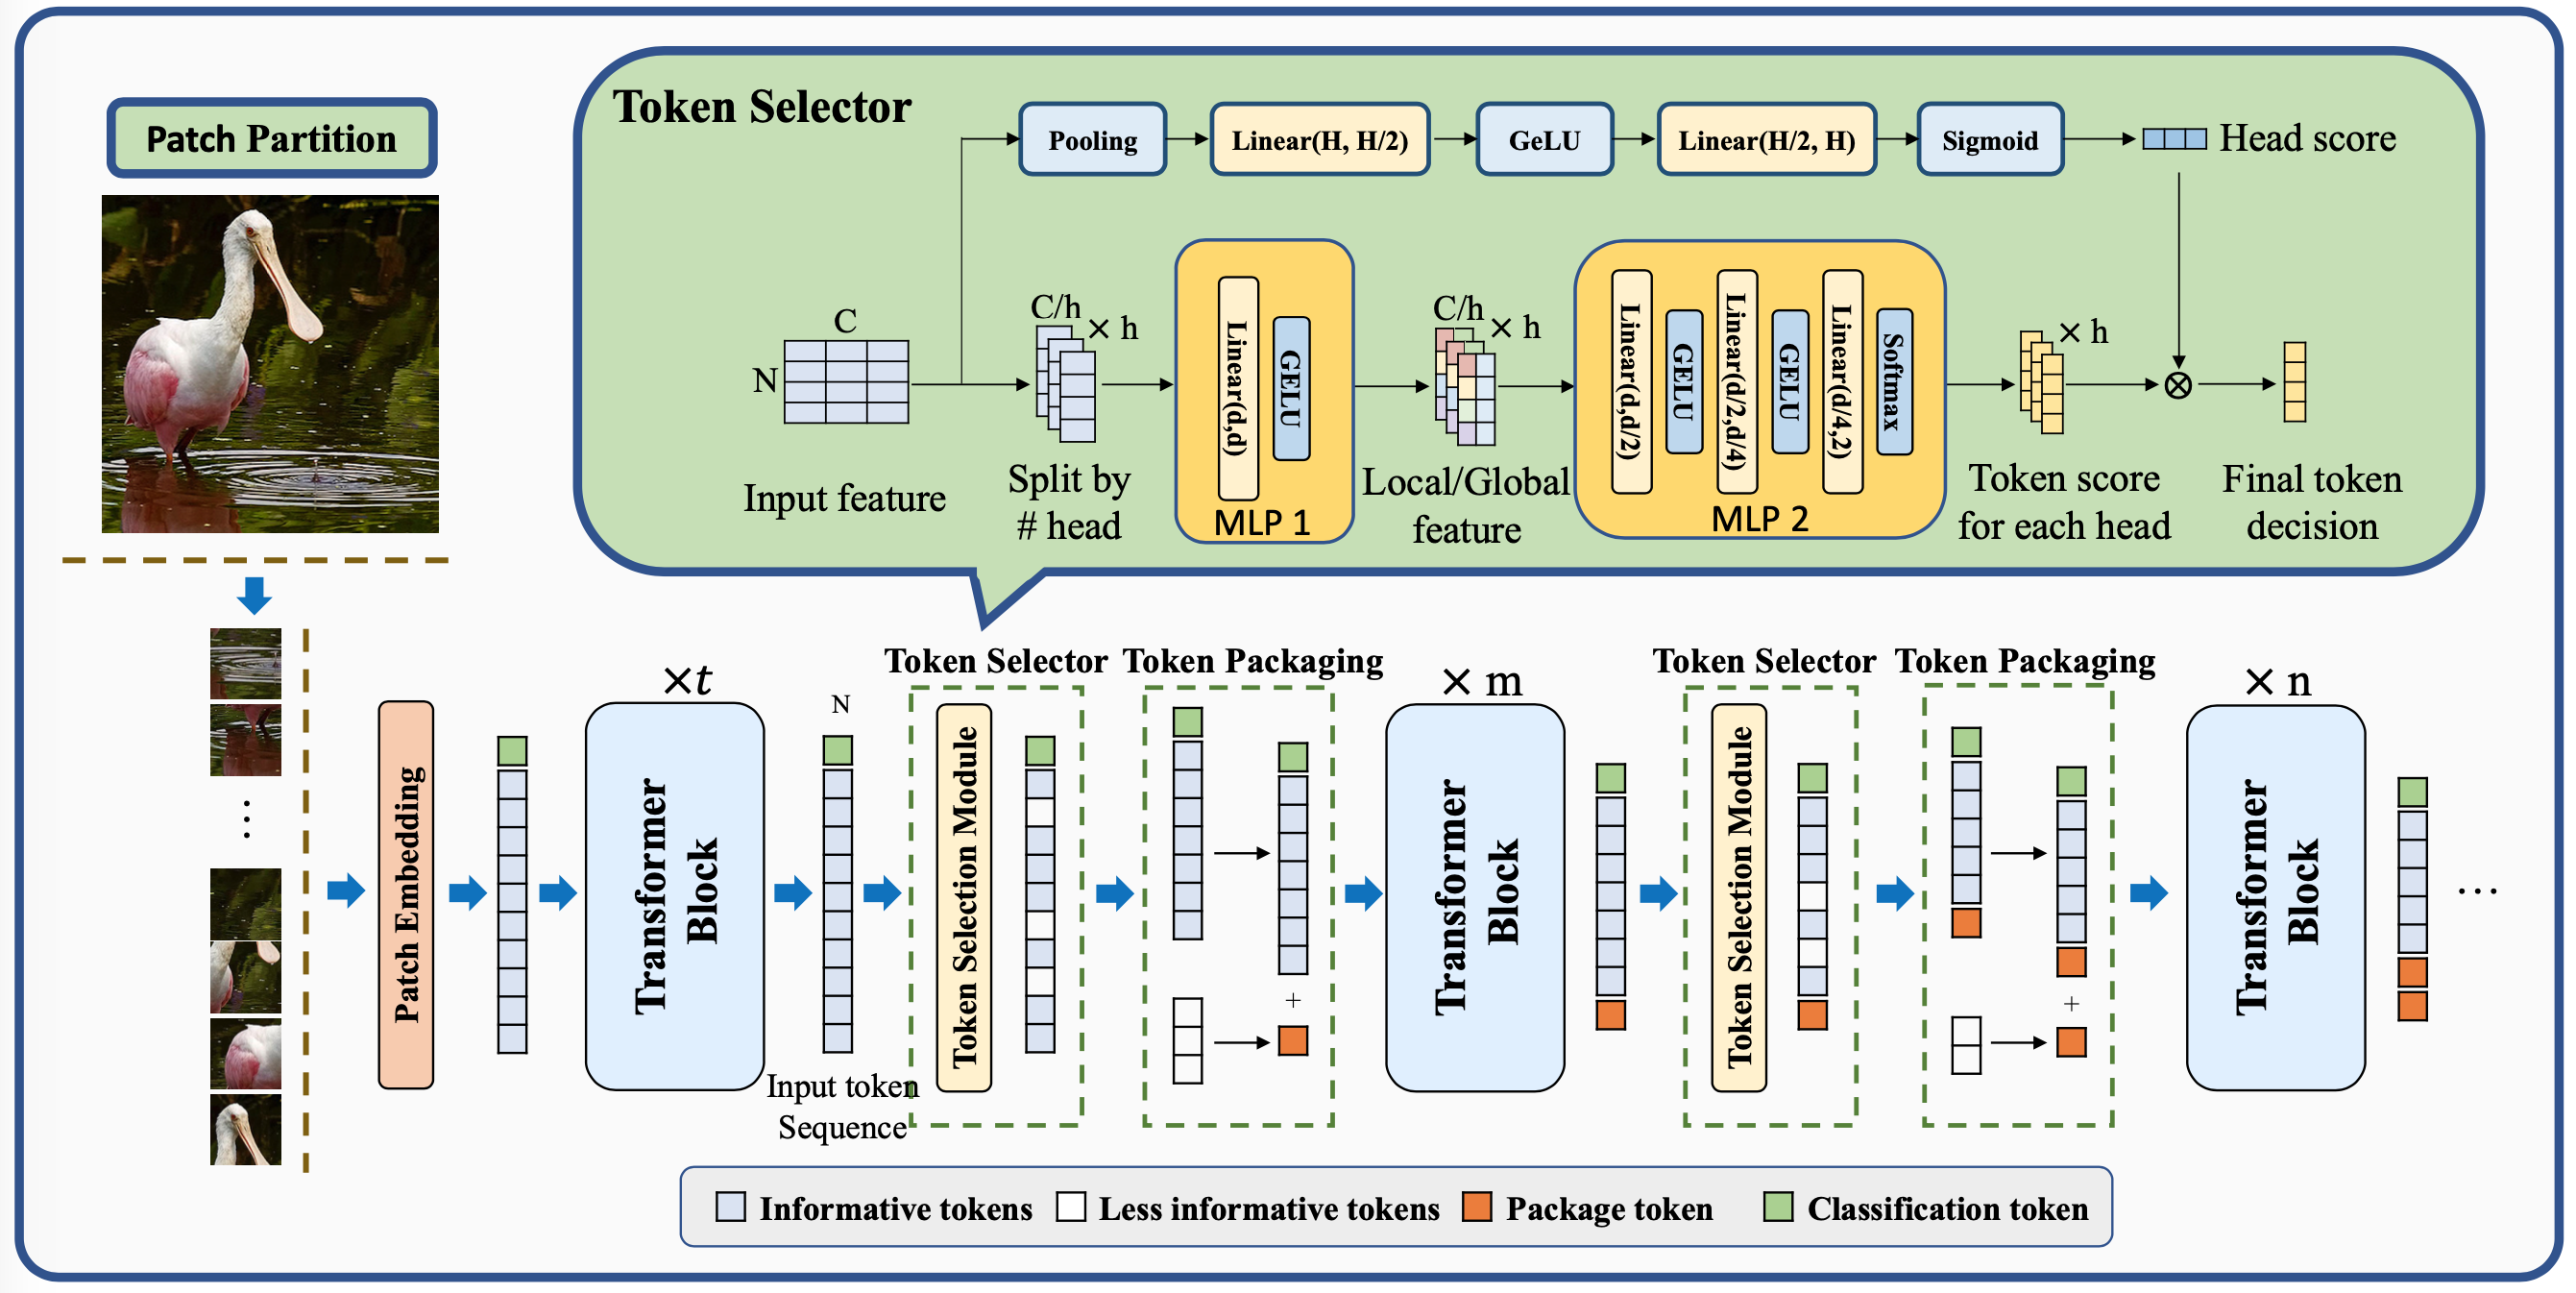 Patch Partition
Token Selector
Pooling
Linear(H, H/2)
GeLU
Linear(H/2, H)
Sigmoid
Head score
C
N
Input feature
C/h
× h
Split by
# head
Linear(d,d)
GELU
MLP 1
C/h
× h
Local/Global
feature
Linear(d,d/2)
GELU
Linear(d/2,d/4)
GELU
Linear(d/4,2)
Softmax
MLP 2
× h
Token score
for each head
Final token
decision
Patch Embedding
×t
Transformer
Block
N
Input token
Sequence
Token Selector
Token Selection Module
Token Packaging
+
× m
Transformer
Block
Token Selector
Token Selection Module
Token Packaging
+
× n
Transformer
Block
...
Informative tokens
Less informative tokens
Package token
Classification token